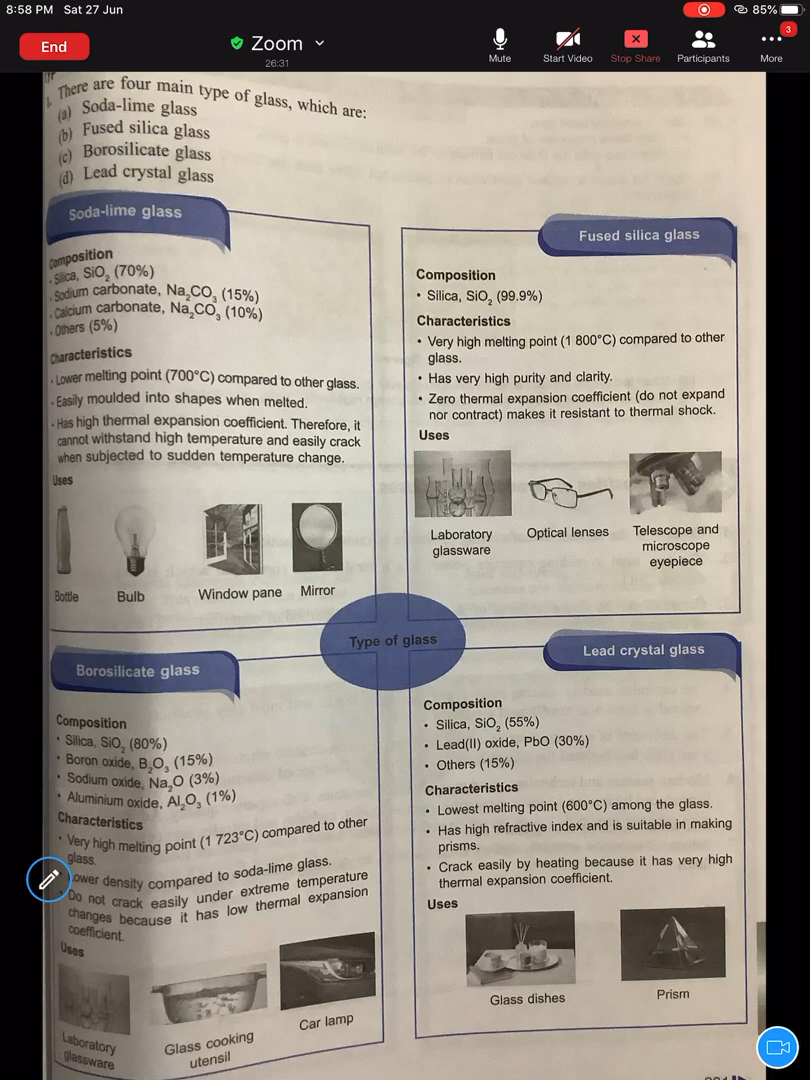 8:58 PM Sat 27 Jun
85%
End
Zoom
26:31
Mute
Start Video
Stop Share
Participants
3
More
There are four main type of glass, which are:
(a) Soda-lime glass
(b) Fused silica glass
(c) Borosilicate glass
(d) Lead crystal glass
Soda-lime glass
Composition
• Silica, SiO₂ (70%)
• Sodium carbonate, Na₂CO₃ (15%)
• Calcium carbonate, Na₂CO₃ (10%)
• Others (5%)
Characteristics
• Lower melting point (700°C) compared to other glass.
• Easily moulded into shapes when melted.
• Has high thermal expansion coefficient. Therefore, it
cannot withstand high temperature and easily crack
when subjected to sudden temperature change.
Uses
Bottle
Bulb
Window pane
Mirror
Fused silica glass
Composition
• Silica, SiO₂ (99.9%)
Characteristics
• Very high melting point (1 800°C) compared to other
glass.
• Has very high purity and clarity.
• Zero thermal expansion coefficient (do not expand
nor contract) makes it resistant to thermal shock.
Uses
Laboratory
glassware
Optical lenses
Telescope and
microscope
eyepiece
Type of glass
Borosilicate glass
Composition
• Silica, SiO₂ (80%)
• Boron oxide, B₂O₃ (15%)
• Sodium oxide, Na₂O (3%)
• Aluminium oxide, Al₂O₃ (1%)
Characteristics
• Very high melting point (1 723°C) compared to other
glass.
Lower density compared to soda-lime glass.
• Do not crack easily under extreme temperature
changes because it has low thermal expansion
coefficient.
Uses
Laboratory
glassware
Glass cooking
utensil
Car lamp
Lead crystal glass
Composition
• Silica, SiO₂ (55%)
• Lead(II) oxide, PbO (30%)
• Others (15%)
Characteristics
• Lowest melting point (600°C) among the glass.
• Has high refractive index and is suitable in making
prisms.
• Crack easily by heating because it has very high
thermal expansion coefficient.
Uses
Glass dishes
Prism